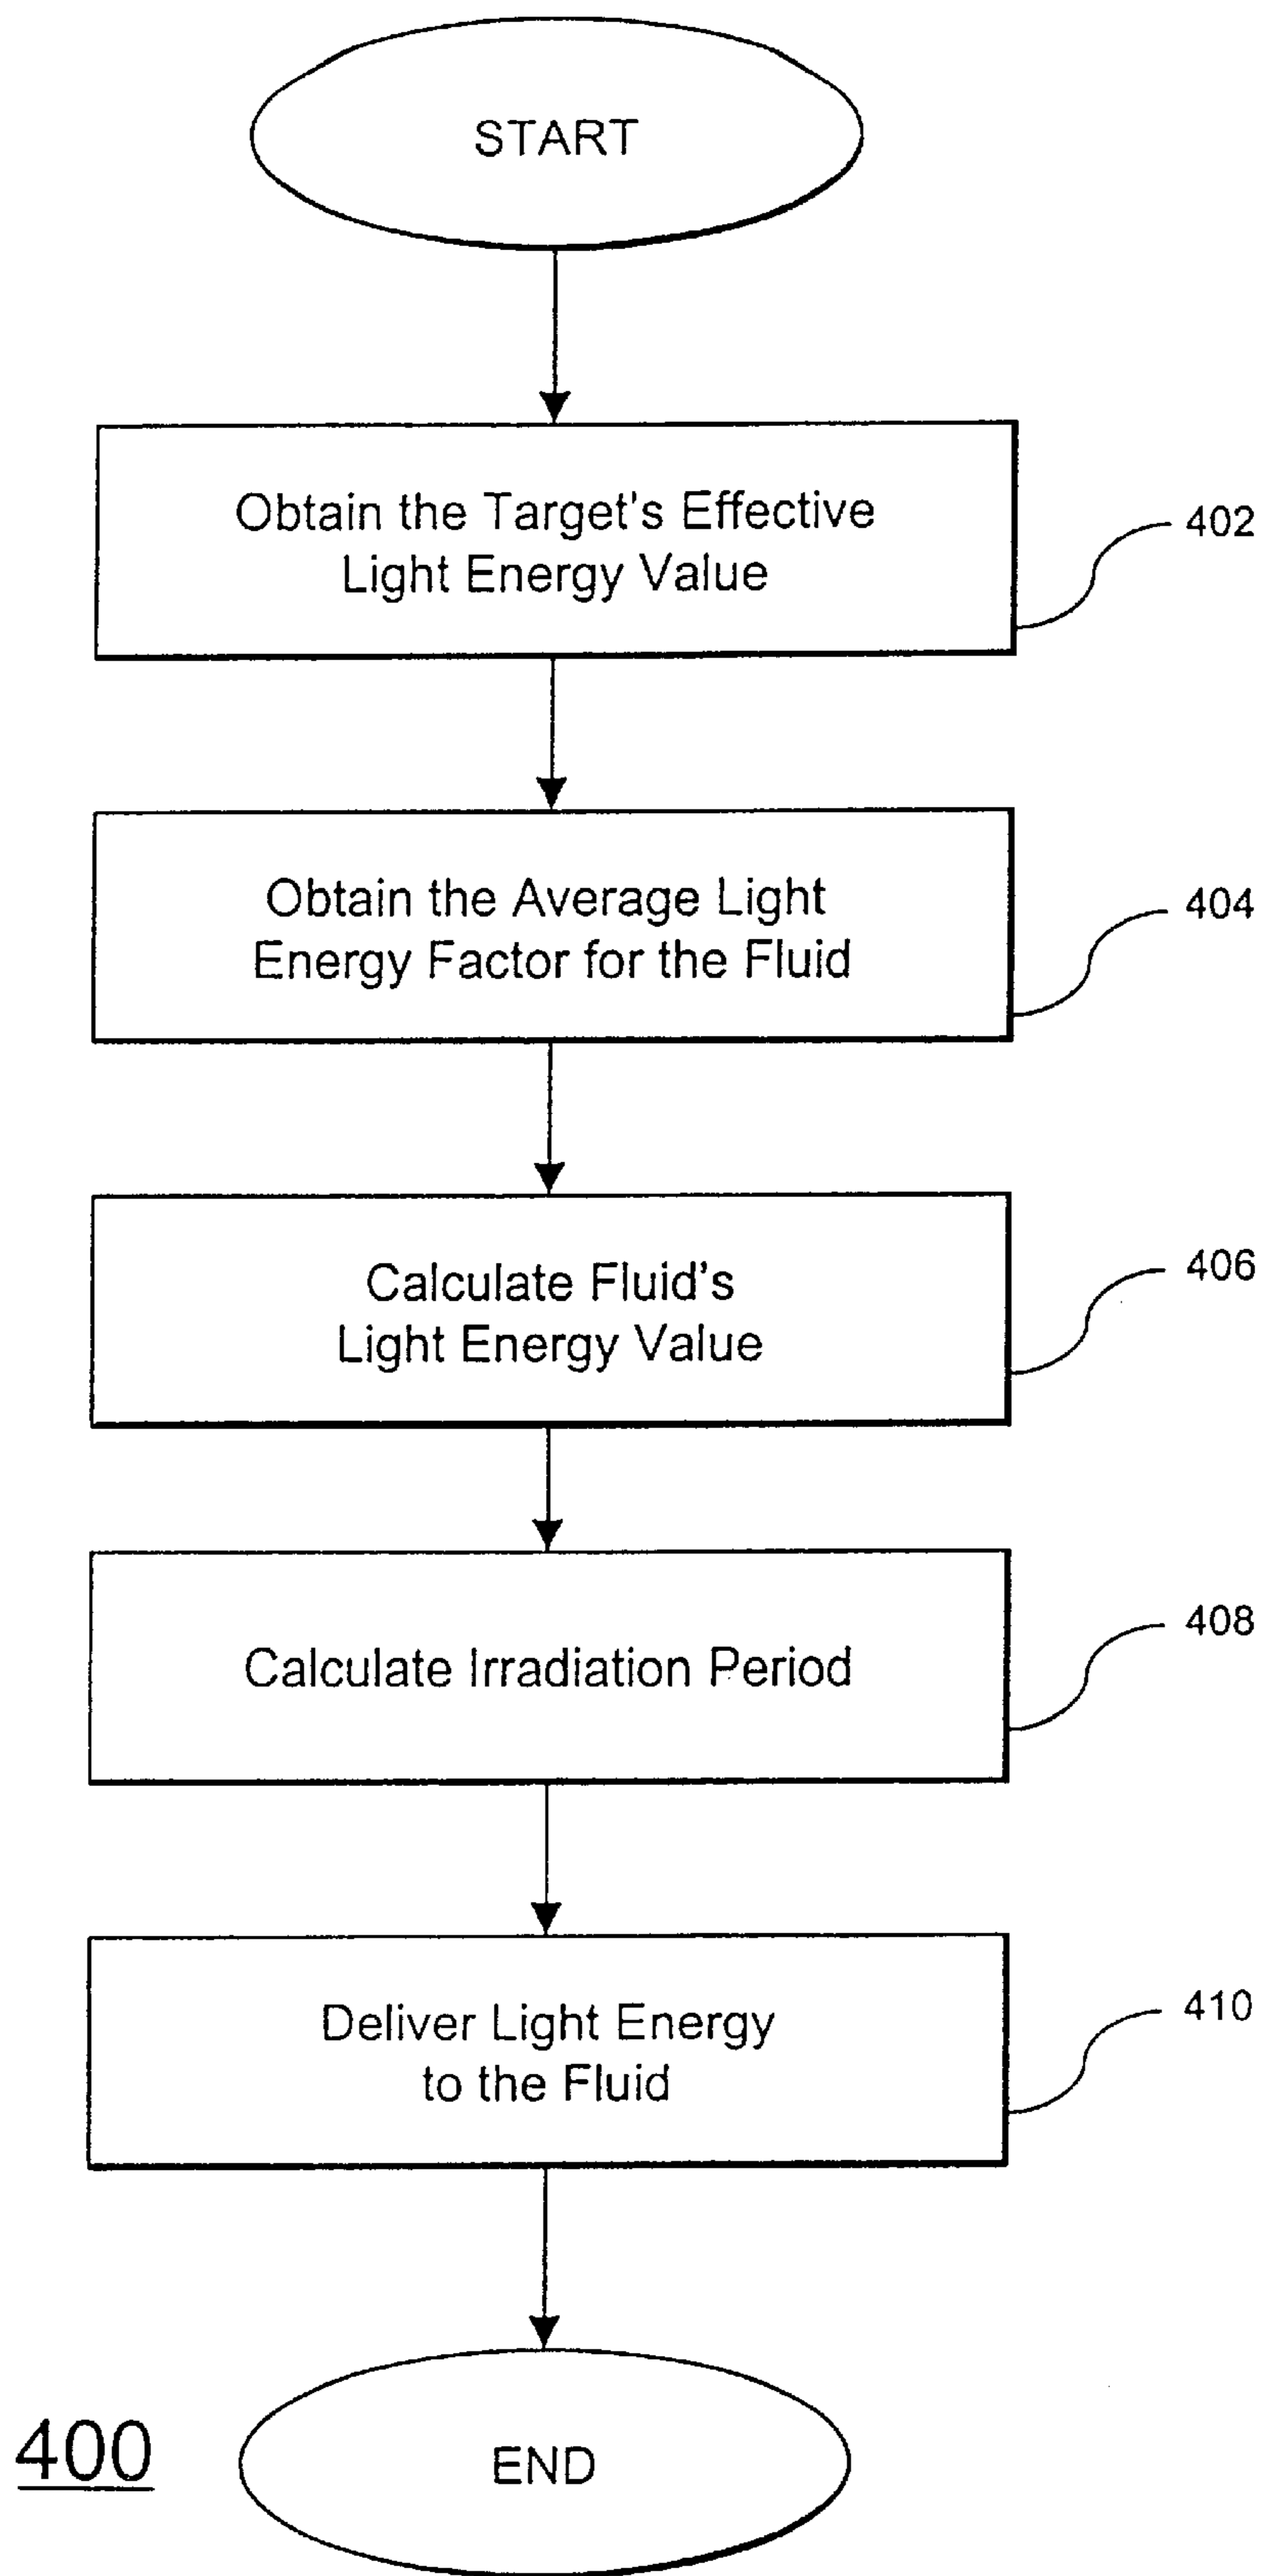 START
Obtain the Target's Effective
Light Energy Value
402
Obtain the Average Light
Energy Factor for the Fluid
404
Calculate Fluid's
Light Energy Value
406
Calculate Irradiation Period
408
Deliver Light Energy
to the Fluid
410
400
END